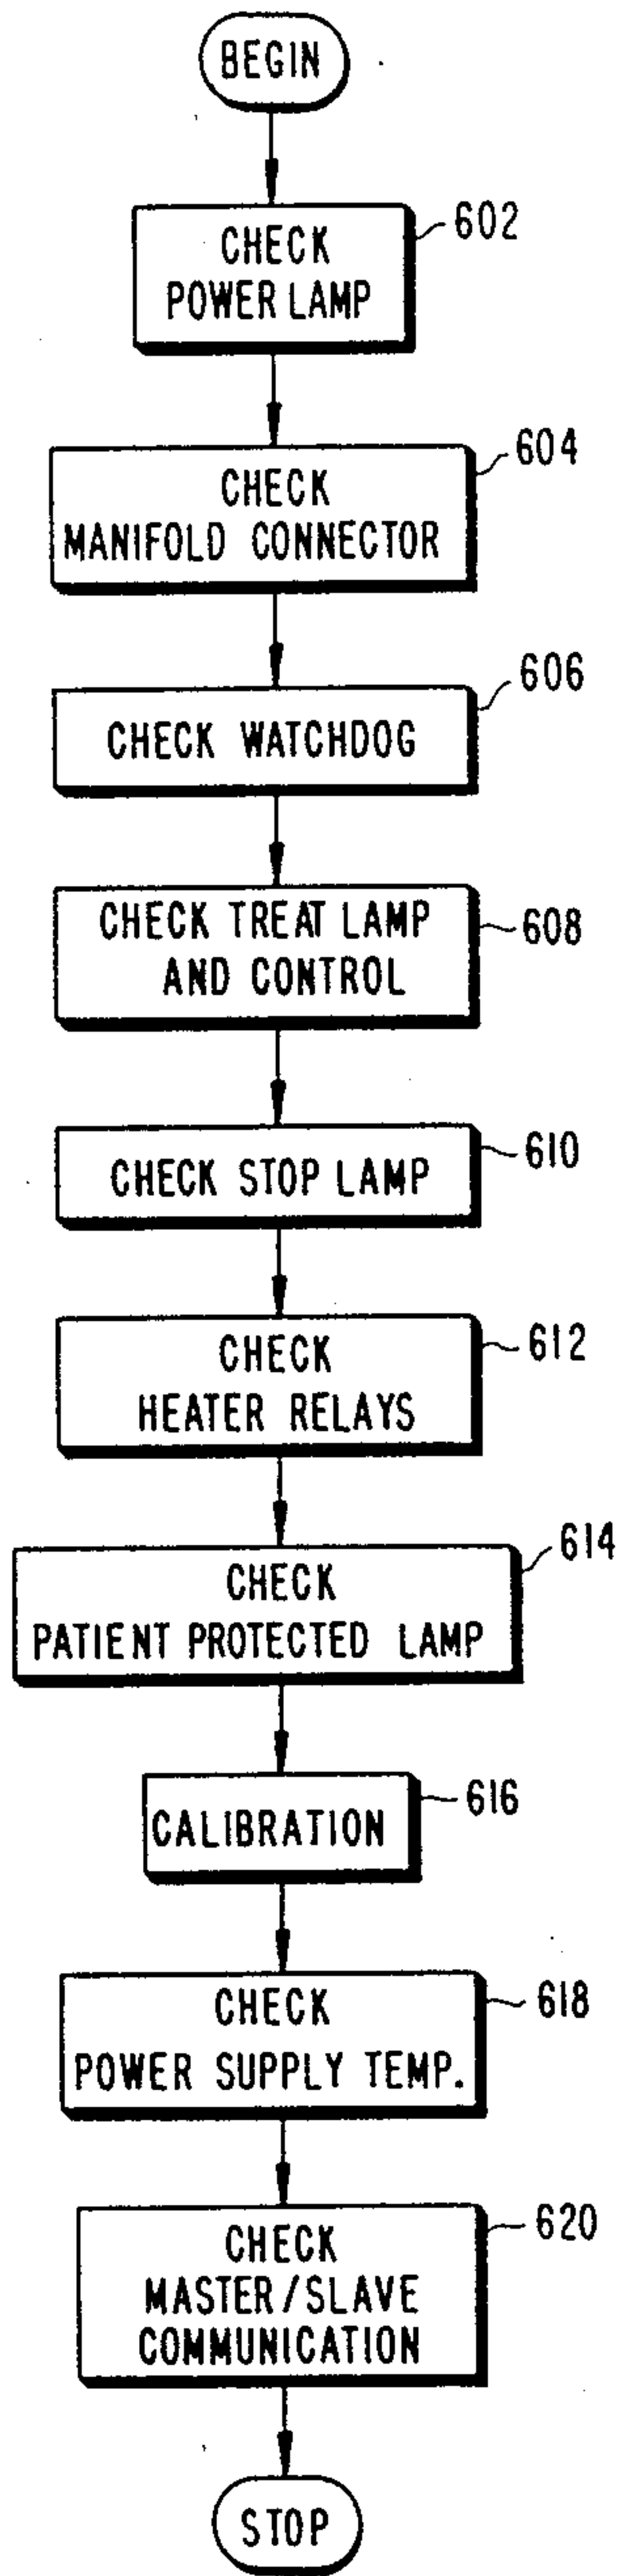 BEGIN
602
CHECK
POWER LAMP
604
CHECK
MANIFOLD CONNECTOR
606
CHECK WATCHDOG
CHECK TREAT LAMP
AND CONTROL
608
CHECK STOP LAMP
610
CHECK
HEATER RELAYS
612
614
CHECK
PATIENT PROTECTED LAMP
CALIBRATION
616
CHECK
POWER SUPPLY TEMP.
618
CHECK
MASTER/SLAVE
COMMUNICATION
620
STOP